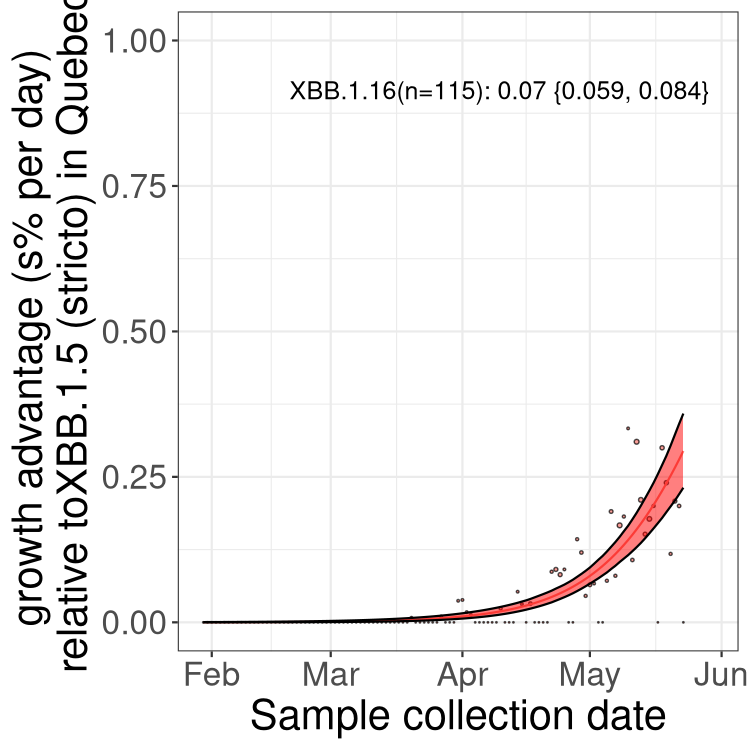 growth advantage (s% per day)
relative toXBB.1.5 (stricto) in Quebec
1.00
0.75
0.50
0.25
0.00
XBB.1.16(n=115): 0.07 {0.059, 0.084}
Feb Mar Apr May Jun
Sample collection date